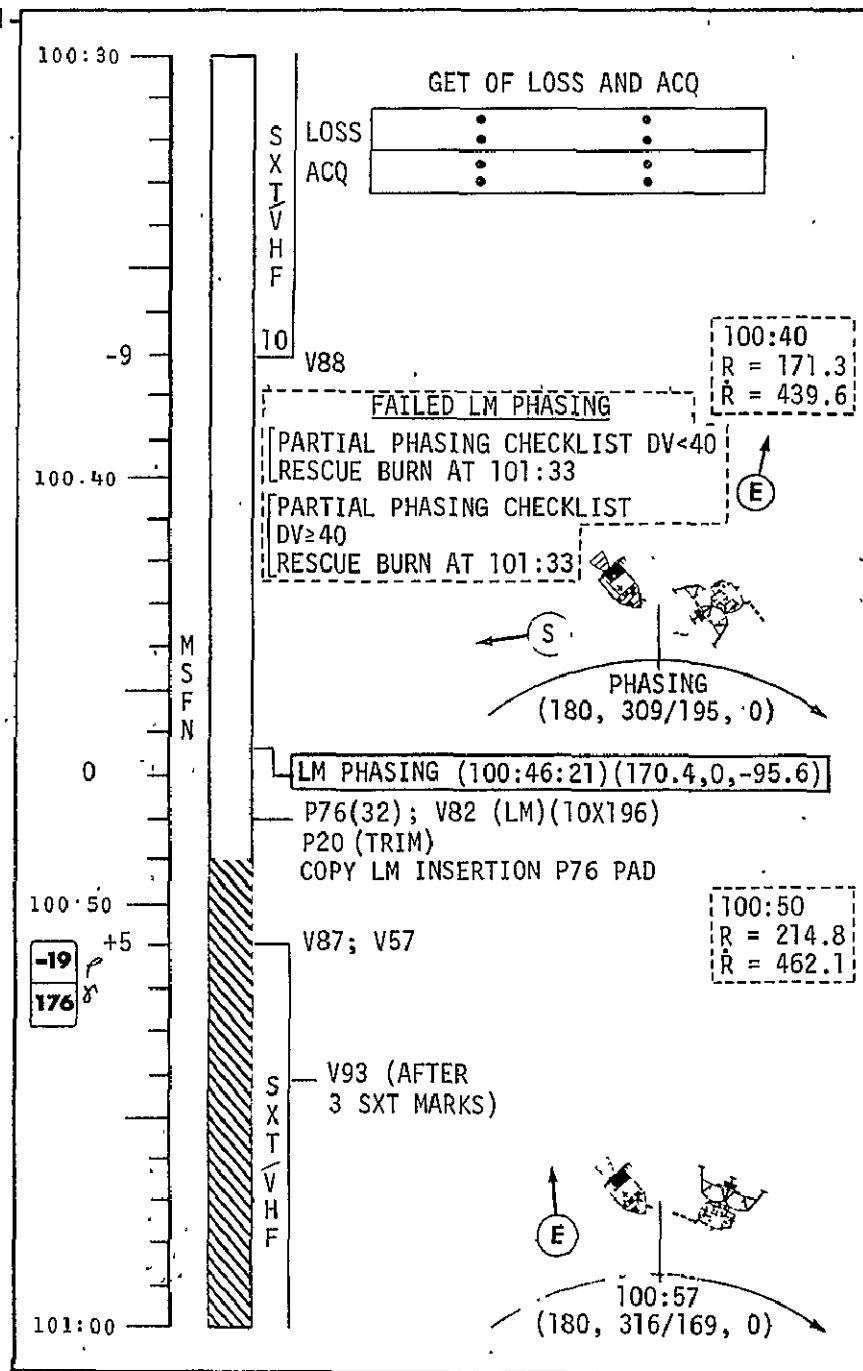 100:30
GET OF LOSS AND ACQ
LOSS
ACQ
SXT/VHF
10
-9
V88
100:40
R = 171.3
Ṙ = 439.6
FAILED LM PHASING
PARTIAL PHASING CHECKLIST DV<40
RESCUE BURN AT 101:33
100.40
PARTIAL PHASING CHECKLIST
DV≥40
RESCUE BURN AT 101:33
E
S
MSFN
PHASING
(180, 309/195, 0)
0
LM PHASING (100:46:21)(170.4,0,-95.6)
P76(32); V82 (LM)(10X196)
P20 (TRIM)
COPY LM INSERTION P76 PAD
100.50
100:50
R = 214.8
Ṙ = 462.1
+5
V87; V57
-19 ρ
176 γ
V93 (AFTER
3 SXT MARKS)
SXT/VHF
E
100:57
(180, 316/169, 0)
101:00